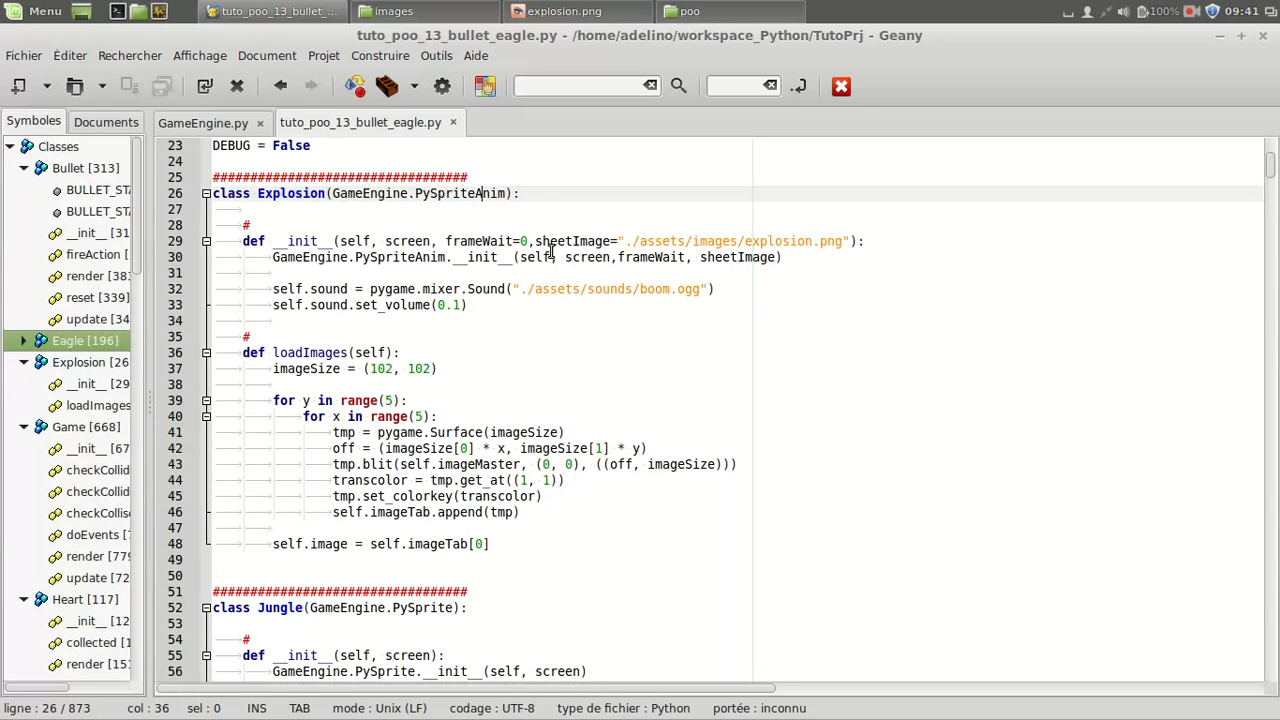 Menu tuto_poo_13_bullet_... images explosion.png poo 100% 09:41
tuto_poo_13_bullet_eagle.py - /home/adelino/workspace_Python/TutoPrj - Geany
Fichier Éditer Rechercher Affichage Document Projet Construire Outils Aide
Symboles Documents GameEngine.py tuto_poo_13_bullet_eagle.py
Classes
Bullet [313]
BULLET_STA
BULLET_STA
__init__ [31
fireAction [
render [383
reset [339]
update [34
Eagle [196]
Explosion [26
__init__ [29
loadImages
Game [668]
__init__ [67
checkCollid
checkCollid
checkCollisc
doEvents [
render [779
update [72
Heart [117]
__init__ [12
collected [1
render [151
23 DEBUG = False
24
25 ##################################
26 class Explosion(GameEngine.PySpriteAnim):
27
28 #
29 def __init__(self, screen, frameWait=0,sheetImage="./assets/images/explosion.png"):
30 GameEngine.PySpriteAnim.__init__(self, screen,frameWait, sheetImage)
31
32 self.sound = pygame.mixer.Sound("./assets/sounds/boom.ogg")
33 self.sound.set_volume(0.1)
34
35 #
36 def loadImages(self):
37 imageSize = (102, 102)
38
39 for y in range(5):
40 for x in range(5):
41 tmp = pygame.Surface(imageSize)
42 off = (imageSize[0] * x, imageSize[1] * y)
43 tmp.blit(self.imageMaster, (0, 0), ((off, imageSize)))
44 transcolor = tmp.get_at((1, 1))
45 tmp.set_colorkey(transcolor)
46 self.imageTab.append(tmp)
47
48 self.image = self.imageTab[0]
49
50
51 ##################################
52 class Jungle(GameEngine.PySprite):
53
54 #
55 def __init__(self, screen):
56 GameEngine.PySprite.__init__(self, screen)
ligne : 26 / 873 col : 36 sel : 0 INS TAB mode : Unix (LF) codage : UTF-8 type de fichier : Python portée : inconnu